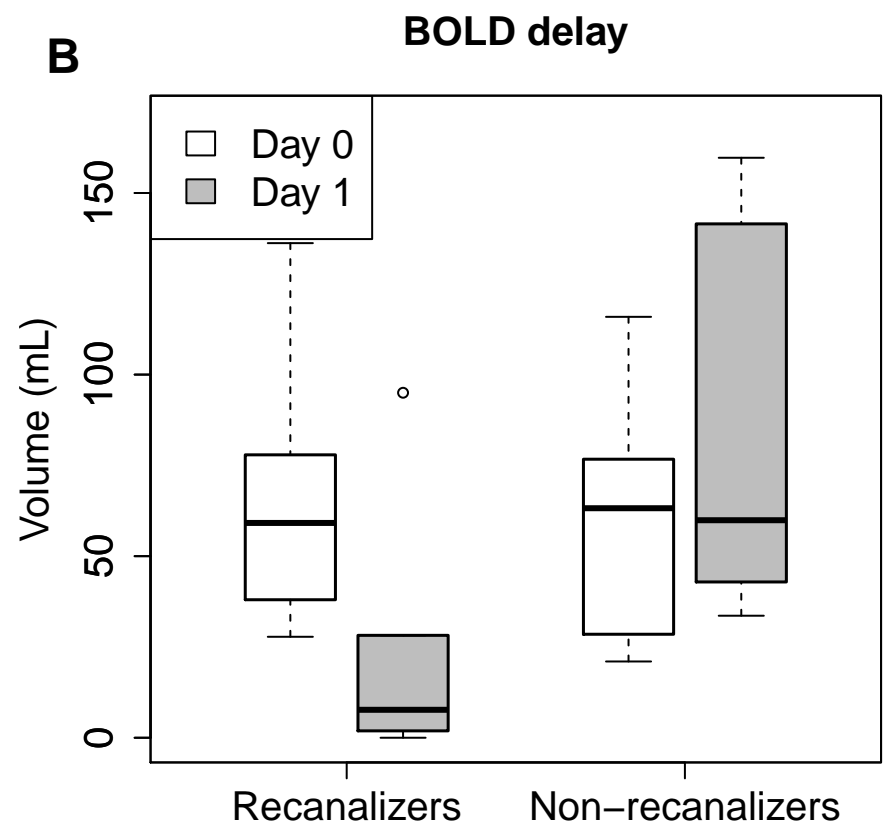 BOLD delay
B
Day 0
Day 1
Volume (mL)
150
100
50
0
Recanalizers
Non−recanalizers